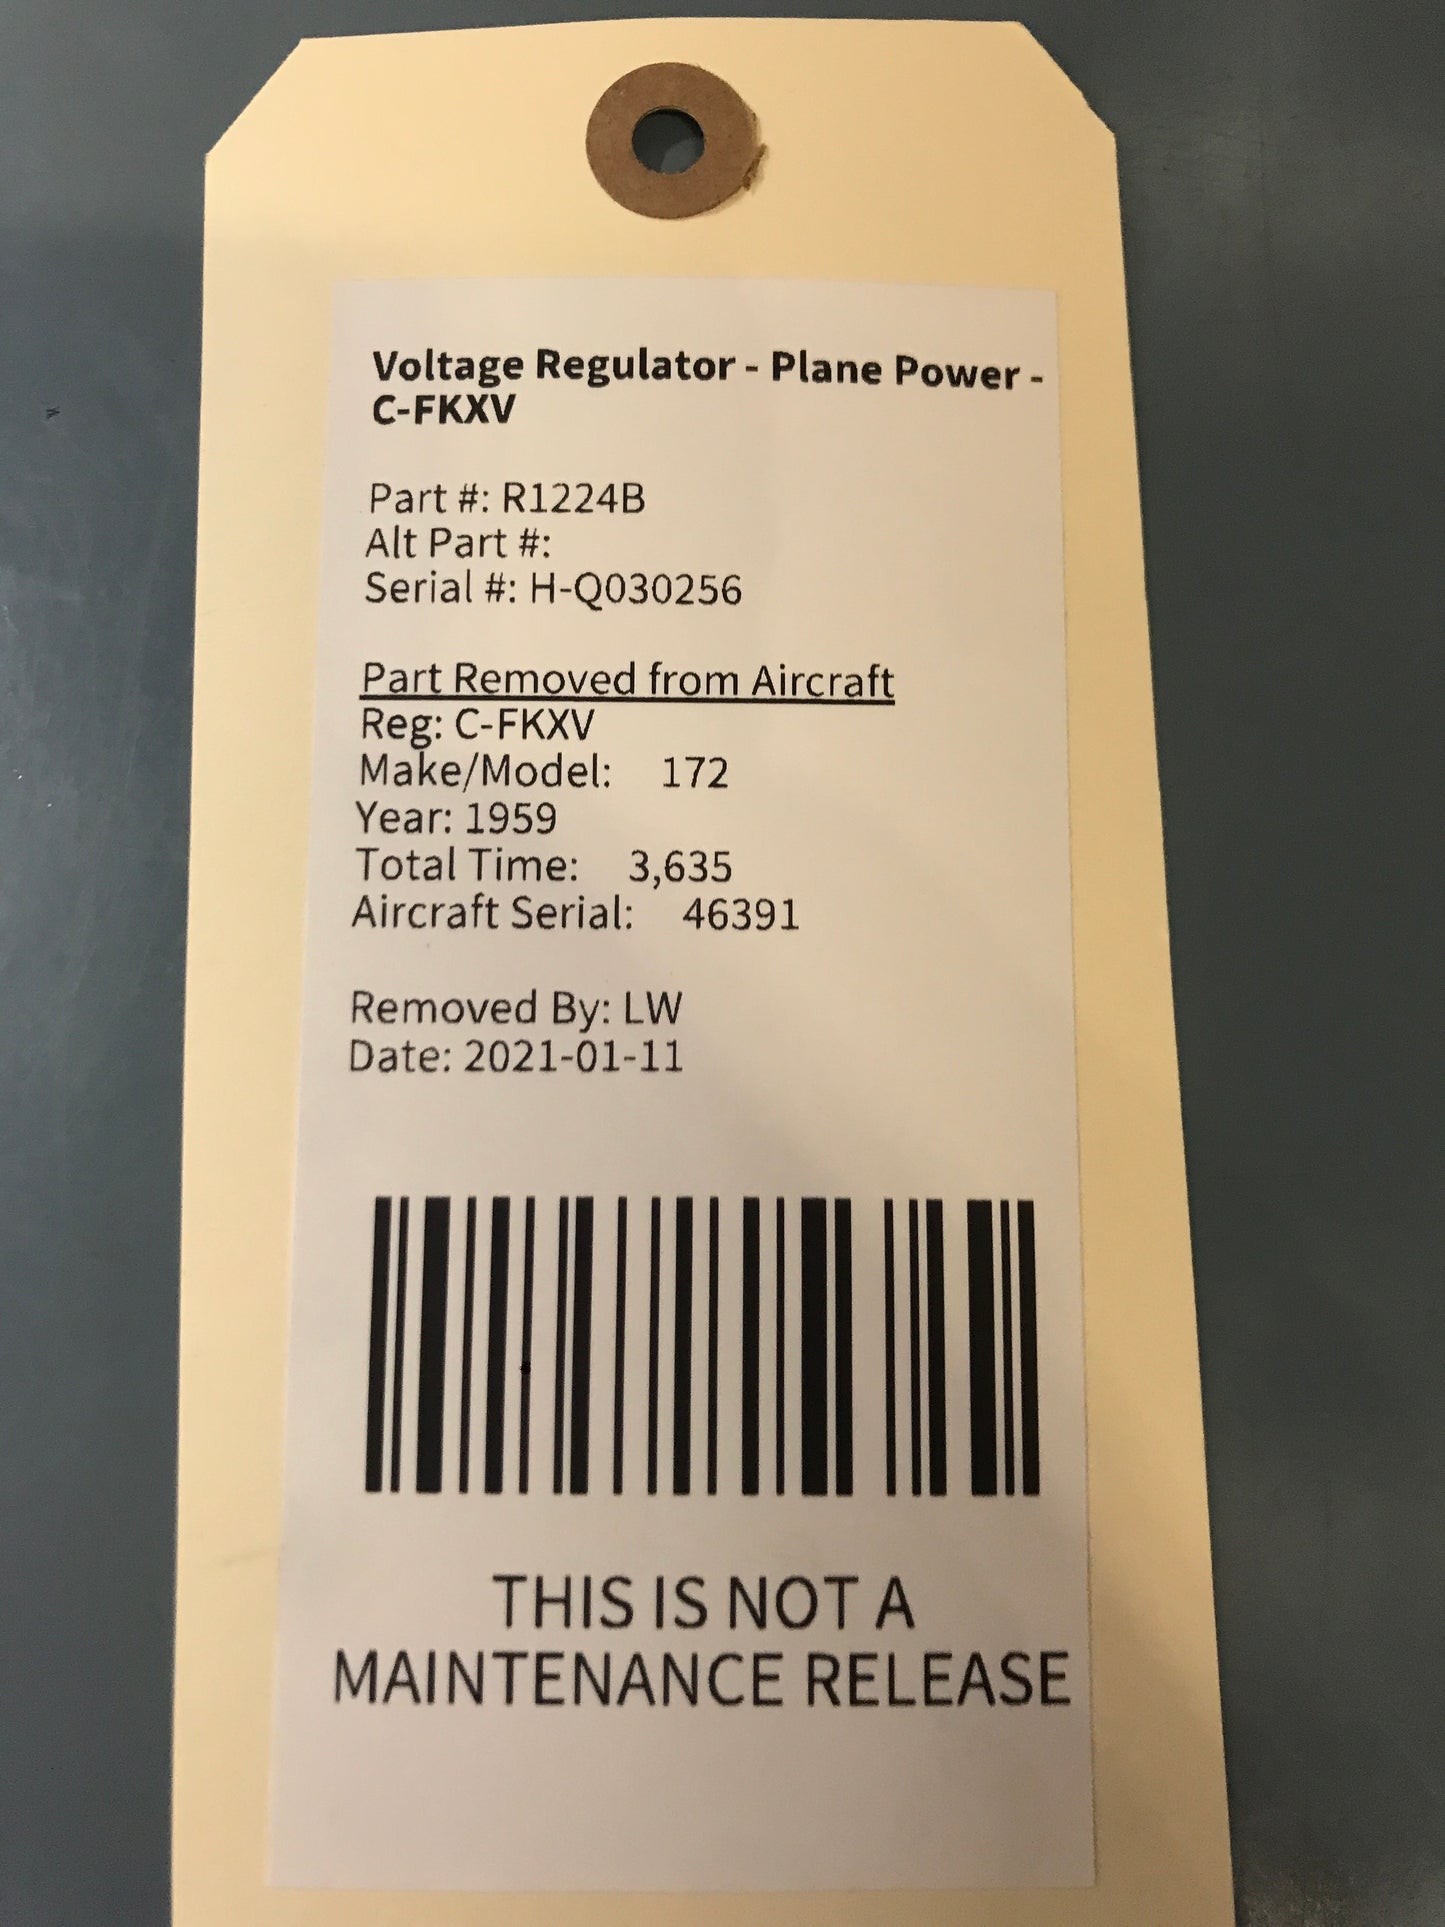 Voltage Regulator - Plane Power -
C-FKXV
Part #: R1224B
Alt Part #:
Serial #: H-Q030256
Part Removed from Aircraft
Reg: C-FKXV
Make/Model: 172
Year: 1959
Total Time: 3,635
Aircraft Serial: 46391
Removed By: LW
Date: 2021-01-11
THIS IS NOT A
MAINTENANCE RELEASE